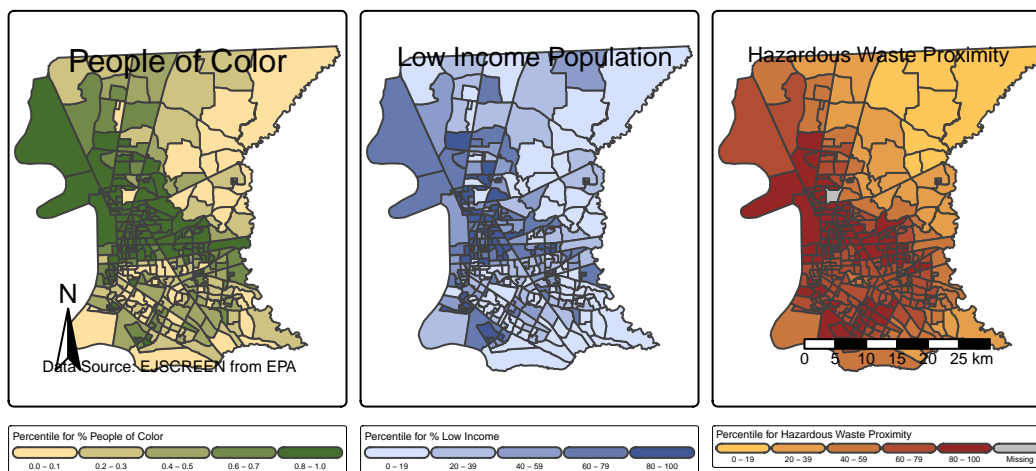 People of Color
Low Income Population
Hazardous Waste Proximity
N
Data Source: EJSCREEN from EPA
0 5 10 15 20 25 km
Percentile for % People of Color
0.0 – 0.1 0.2 – 0.3 0.4 – 0.5 0.6 – 0.7 0.8 – 1.0
Percentile for % Low Income
0 – 19 20 – 39 40 – 59 60 – 79 80 – 100
Percentile for Hazardous Waste Proximity
0 – 19 20 – 39 40 – 59 60 – 79 80 – 100 Missing